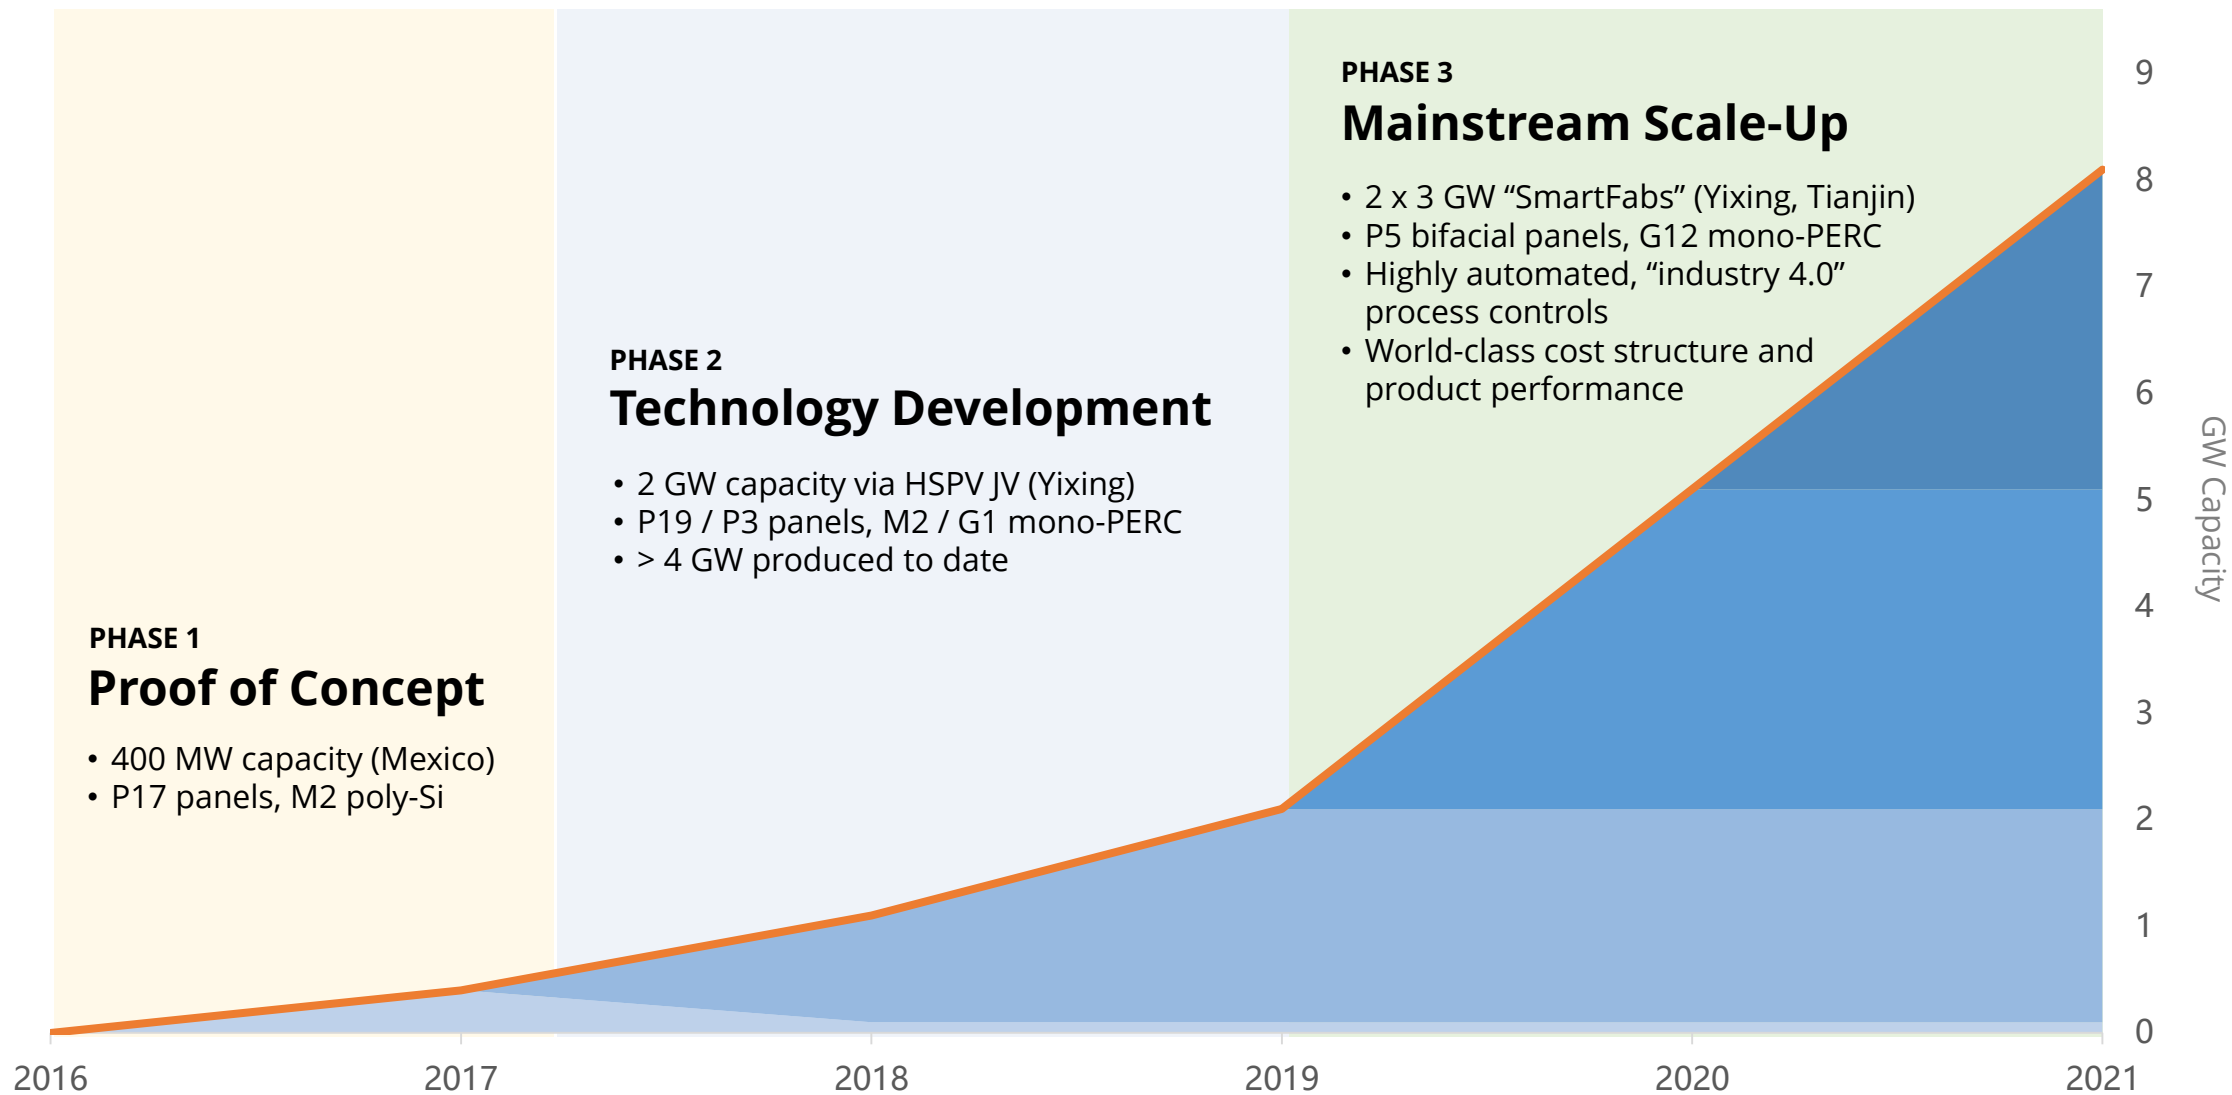 PHASE 1
Proof of Concept
• 400 MW capacity (Mexico)
• P17 panels, M2 poly-Si
PHASE 2
Technology Development
• 2 GW capacity via HSPV JV (Yixing)
• P19 / P3 panels, M2 / G1 mono-PERC
• > 4 GW produced to date
PHASE 3
Mainstream Scale-Up
• 2 x 3 GW “SmartFabs” (Yixing, Tianjin)
• P5 bifacial panels, G12 mono-PERC
• Highly automated, “industry 4.0”
process controls
• World-class cost structure and
product performance
9
8
7
6
5
4
3
2
1
0
GW Capacity
2016 2017 2018 2019 2020 2021